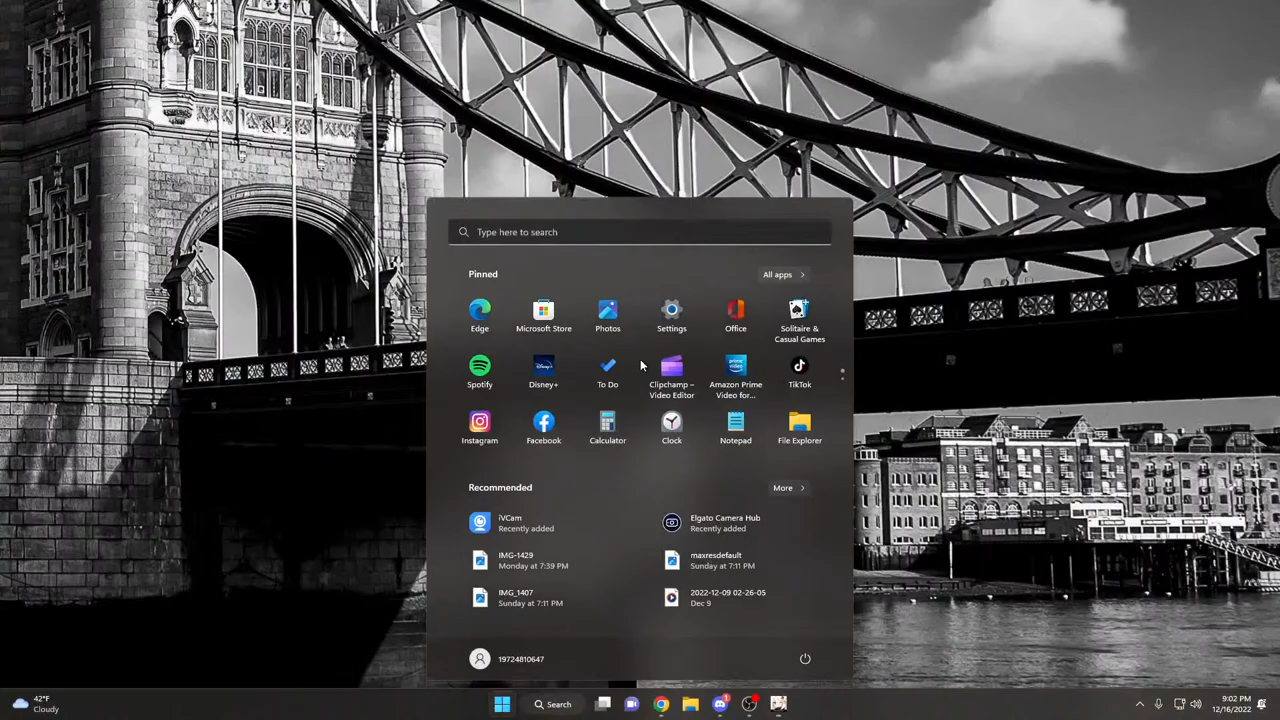 Type here to search
Pinned
All apps
Edge
Microsoft Store
Photos
Settings
Office
Solitaire &
Casual Games
Spotify
Disney+
To Do
Clipchamp –
Video Editor
Amazon Prime
Video for...
TikTok
Instagram
Facebook
Calculator
Clock
Notepad
File Explorer
Recommended
More
iVCam
Recently added
Elgato Camera Hub
Recently added
IMG-1429
Monday at 7:39 PM
maxresdefault
Sunday at 7:11 PM
IMG_1407
Sunday at 7:11 PM
2022-12-09 02-26-05
Dec 9
19724810647
42°F
Cloudy
Search
1
9:02 PM
12/16/2022